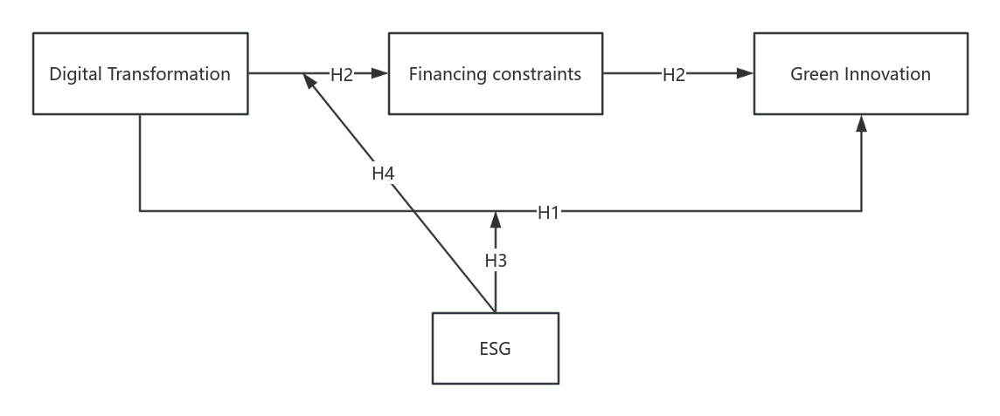 Digital Transformation
H2
Financing constraints
H2
Green Innovation
H4
H1
H3
ESG